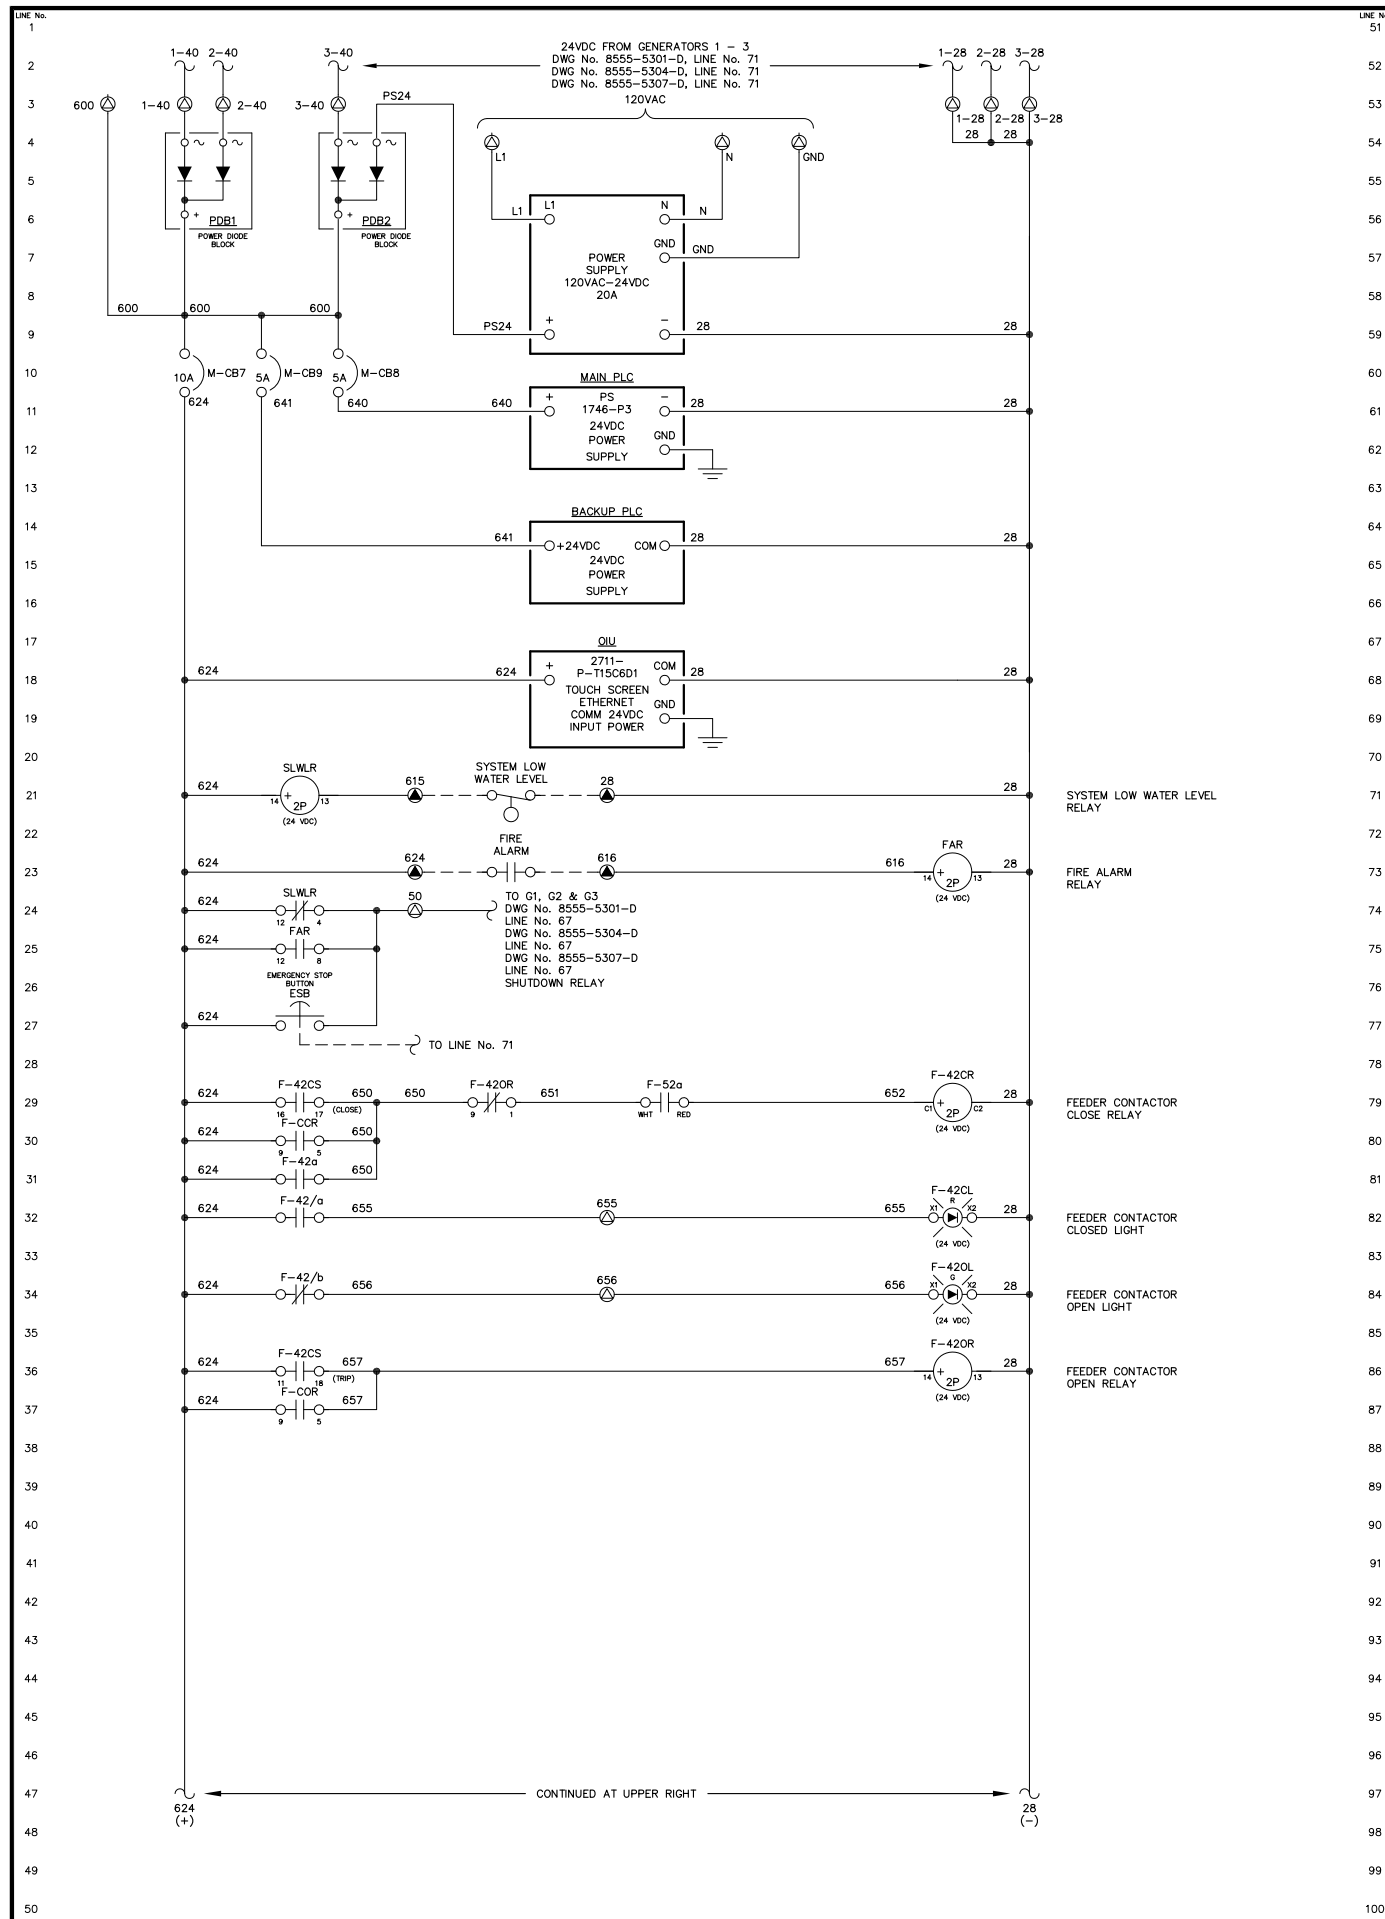 LINE No.
LINE N
1
51
24VDC FROM GENERATORS 1 - 3
1-40 2-40 3-40
DWG No. 8555-5301-D, LINE No. 71
1-28 2-28 3-28
2
DWG No. 8555-5304-D, LINE No. 71
52
DWG No. 8555-5307-D, LINE No. 71
PS24
120VAC
3
600 1-40 2-40 3-40
53
1-28 2-28 3-28
28 28
4
54
L1 N GND
5
55
L1 N
L1 N
6
+ PDB1 + PDB2
56
POWER DIODE
BLOCK
POWER DIODE
BLOCK
GND
GND
7
57
POWER
SUPPLY
120VAC-24VDC
20A
8
58
600 600 600
+ -
9
PS24 28 28
59
10
10A M-CB7 5A M-CB9 5A M-CB8
60
MAIN PLC
624 641 640
11
640 + PS - 28 28
61
1746-P3
24VDC
POWER
SUPPLY
GND
12
62
13
63
14
64
BACKUP PLC
641 +24VDC COM 28 28
24VDC
POWER
SUPPLY
15
65
16
66
17
67
OIU
2711-
P-T15C6D1
18
624 624 + COM 28 28
68
TOUCH SCREEN
ETHERNET
COMM 24VDC
INPUT POWER
GND
19
69
20
70
SLWLR
SYSTEM LOW
WATER LEVEL
21
624 14 + 2P 13 615 28 28
71
SYSTEM LOW WATER LEVEL
RELAY
(24 VDC)
22
72
FIRE
ALARM
FAR
23
624 624 616 616 14 + 2P 13 28
73
FIRE ALARM
RELAY
(24 VDC)
SLWLR
24
624 12 4 50
74
TO G1, G2 & G3
DWG No. 8555-5301-D
LINE No. 67
DWG No. 8555-5304-D
LINE No. 67
DWG No. 8555-5307-D
LINE No. 67
SHUTDOWN RELAY
FAR
25
624 12 8
75
EMERGENCY STOP
BUTTON
ESB
26
76
27
624
77
TO LINE No. 71
28
78
F-42CS F-42OR F-52a F-42CR
29
624 16 17 650 650 9 1 651 WHT RED 652 C1 + 2P C2 28
79
(CLOSE)
(24 VDC)
FEEDER CONTACTOR
CLOSE RELAY
F-CCR
30
624 9 5 650
80
F-42a
31
624 650
81
F-42/a F-42CL
32
624 655 655 655 X1 R X2 28
82
(24 VDC)
FEEDER CONTACTOR
CLOSED LIGHT
33
83
F-42/b F-42OL
34
624 656 656 656 X1 G X2 28
84
(24 VDC)
FEEDER CONTACTOR
OPEN LIGHT
35
85
F-42CS F-42OR
36
624 11 18 657 657 14 + 2P 13 28
86
(TRIP)
(24 VDC)
FEEDER CONTACTOR
OPEN RELAY
F-COR
37
624 9 5 657
87
38
88
39
89
40
90
41
91
42
92
43
93
44
94
45
95
46
96
47
CONTINUED AT UPPER RIGHT
97
624
(+)
28
(-)
48
98
49
99
50
100